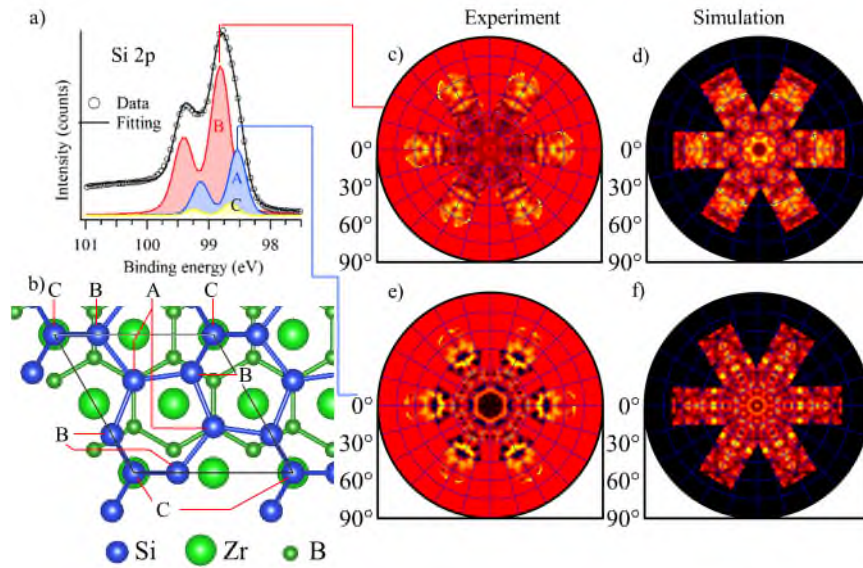 Experiment Simulation
a)
Si 2p
Data
Fitting
Intensity (counts)
B
A
C
101 100 99 98
Binding energy (eV)
b)
C B A C
B
B
C
Si Zr B
c)
0°
30°
60°
90°
d)
0°
30°
60°
90°
e)
0°
30°
60°
90°
f)
0°
30°
60°
90°